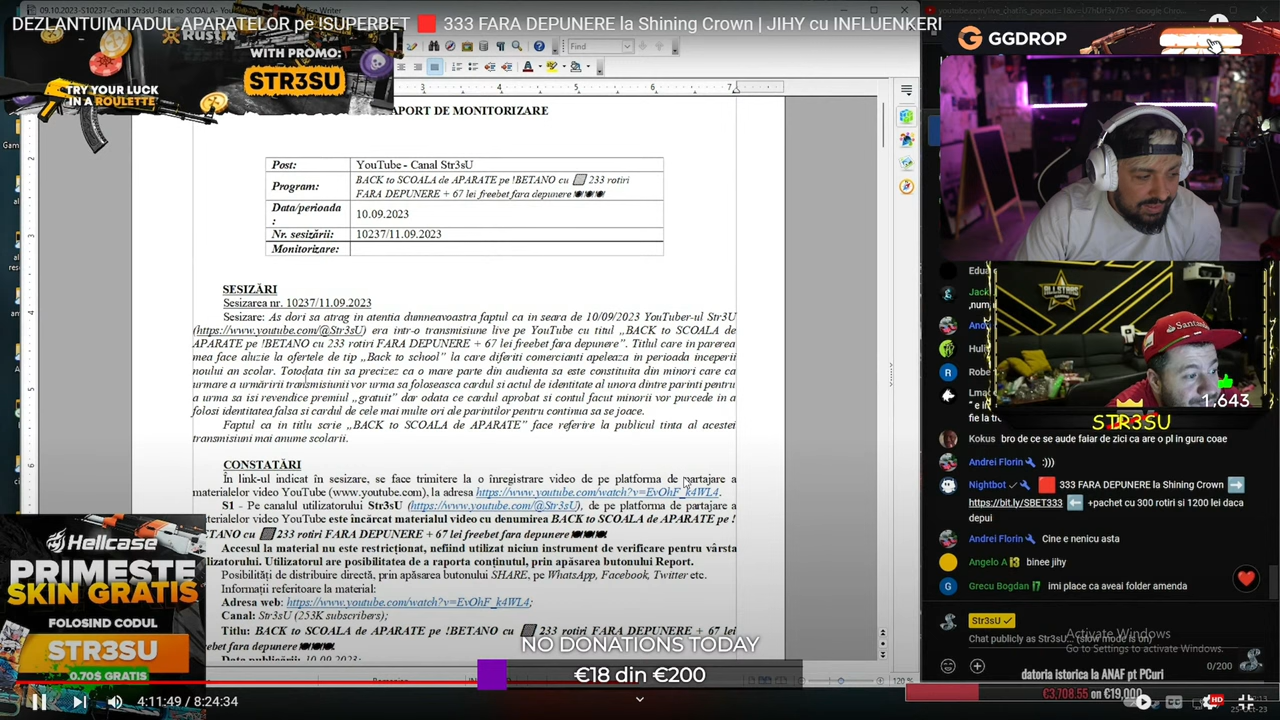 DEZLANTUIM IADUL APARATELOR pe !SUPERBET 🟥 333 FARA DEPUNERE la Shining Crown | JIHY cu INFLUENKERI
RustiX
WITH PROMO:
STR3SU
TRY YOUR LUCK
IN A ROULETTE
Find
GGDROP
APORT DE MONITORIZARE
Post: YouTube - Canal Str3sU
Program: BACK to SCOALA de APARATE pe !BETANO cu 233 rotiri
FARA DEPUNERE + 67 lei freebet fara depunere 🍽🍽🍽
Data/perioada
: 10.09.2023
Nr. sesizării: 10237/11.09.2023
Monitorizare:
SESIZĂRI
Sesizarea nr. 10237/11.09.2023
Sesizare: As dori sa atrag in atentia dumneavoastra faptul ca in seara de 10/09/2023 YouTuber-ul Str3U
(https://www.youtube.com/@Str3sU) era intr-o transmisiune live pe YouTube cu titul „BACK to SCOALA de
APARATE pe !BETANO cu 233 rotiri FARA DEPUNERE + 67 lei freebet fara depunere”. Titlul care in parerea
mea face aluzie la ofertele de tip „Back to school” la care diferiti comercianti apeleaza in perioada inceperii
noului an scolar. Totodata tin sa precizez ca o mare parte din audienta sa este constituita din minori care ca
urmare a urmăririi transmisiunii vor urma sa foloseasca cardul si actul de identitate al unora dintre parinti pentru
a urma sa isi revendice premiul „gratuit” dar odata ce cardul aprobat si contul facut minorii vor purcede in a
folosi identitatea falsa si cardul de cele mai multe ori ale parintilor pentru continua sa se joace.
Faptul ca in titlu scrie „BACK to SCOALA de APARATE” face referire la publicul tinta al acestei
transmisiuni mai anume scolarii.
CONSTATĂRI
În link-ul indicat în sesizare, se face trimitere la o înregistrare video de pe platforma de partajare a
materialelor video YouTube (www.youtube.com), la adresa https://www.youtube.com/watch?v=EvOhF_k4WL4.
S1 - Pe canalul utilizatorului Str3sU (https://www.youtube.com/@Str3sU), de pe platforma de partajare a
aterialelor video YouTube este încărcat materialul video cu denumirea BACK to SCOALA de APARATE pe !
ETANO cu 233 rotiri FARA DEPUNERE + 67 lei freebet fara depunere 🍽🍽🍽.
Accesul la material nu este restricționat, nefiind utilizat niciun instrument de verificare pentru vârsta
ilizatorului. Utilizatorul are posibilitatea de a raporta conținutul, prin apăsarea butonului Report.
Posibilități de distribuire directă, prin apăsarea butonului SHARE, pe WhatsApp, Facebook, Twitter etc.
Informații referitoare la material:
Adresa web: https://www.youtube.com/watch?v=EvOhF_k4WL4;
Canal: Str3sU (253K subscribers);
Titlu: BACK to SCOALA de APARATE pe !BETANO cu 233 rotiri FARA DEPUNERE + 67 lei
eebet fara depunere 🍽🍽🍽.
Data publicării: 10.09.2023;
Hellcase
PRIMESTE
SKIN GRATIS
FOLOSIND CODUL
STR3SU
0.70$ GRATIS
NO DONATIONS TODAY
€18 din €200
4:11:49 / 8:24:34
ALLSTARS
Santas
1,643
STR3SU
Kokus bro de ce se aude faiar de zici ca are o pl in gura coae
Andrei Florin :)))
Nightbot 🟥 333 FARA DEPUNERE la Shining Crown ➡️
https://bit.ly/SBET333 ⬅️ +pachet cu 300 rotiri si 1200 lei daca
depui
Andrei Florin Cine e nenicu asta
Angelo A binee jihy
Grecu Bogdan imi place ca aveai folder amenda
Str3sU
Chat publicly as Str3sU... (slow mode is on)
0/200
Activate Windows
Go to Settings to activate Windows.
datoria istorica la ANAF pt PCuri
€3,708.55 on €19,000
HD